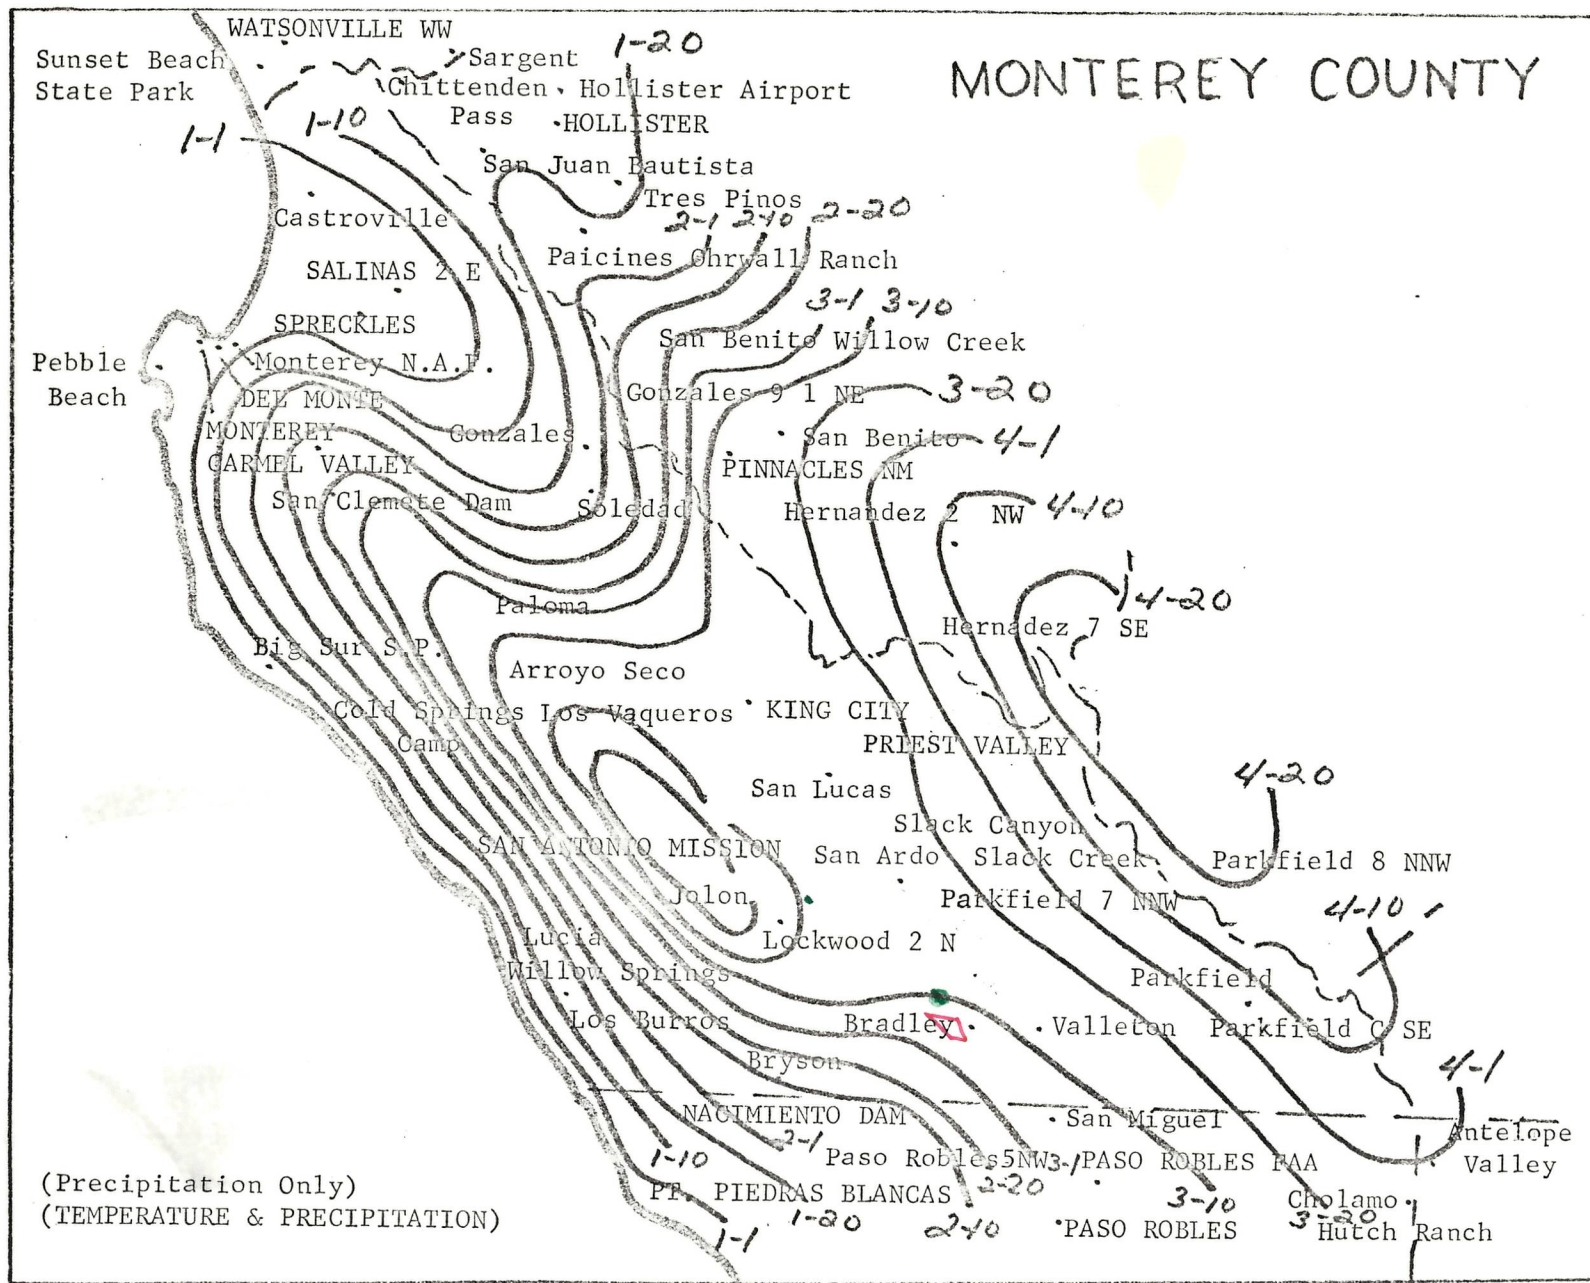 WATSONVILLE WW
Sunset Beach
State Park
Sargent
1-20
MONTEREY COUNTY
Chittenden
Pass
Hollister Airport
HOLLISTER
1-1
1-10
San Juan Bautista
Tres Pinos
Castroville
2-1 2-10 2-20
Paicines Ohrwall Ranch
SALINAS 2 E
3-1 3-10
SPRECKLES
San Benito Willow Creek
Pebble
Beach
Monterey N.A.F.
Gonzales 9 1 NE
3-20
DEL MONTE
MONTEREY
Gonzales
San Benito
4-1
CARMEL VALLEY
PINNACLES NM
San Clemete Dam
Soledad
Hernandez 2 NW
4-10
Paloma
4-20
Big Sur S.P.
Hernadez 7 SE
Arroyo Seco
Cold Springs
Camp
Los Vaqueros
KING CITY
PRIEST VALLEY
San Lucas
4-20
Slack Canyon
SAN ANTONIO MISSION
San Ardo
Slack Creek
Parkfield 8 NNW
Jolon
Parkfield 7 NNW
4-10
Lucia
Lockwood 2 N
Willow Springs
Parkfield
Los Burros
Bradley
Valleton
Parkfield C SE
Bryson
4-1
NACIMIENTO DAM
San Miguel
Antelope
Valley
2-1
1-10
Paso Robles5NW
3-1
PASO ROBLES FAA
2-20
(Precipitation Only)
(TEMPERATURE & PRECIPITATION)
PT. PIEDRAS BLANCAS
3-10
Cholamo
Hutch Ranch
1-1
1-20
2-10
PASO ROBLES
3-20